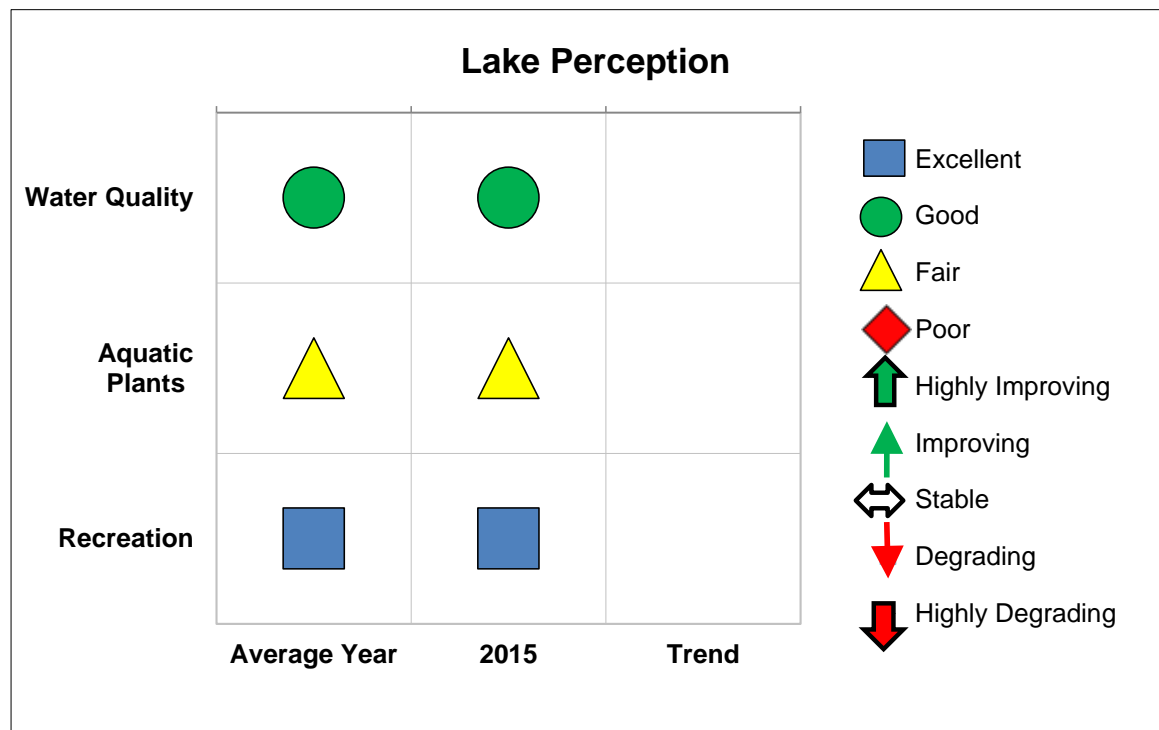 Lake Perception
Water Quality
Aquatic
Plants
Recreation
Average Year
2015
Trend
Excellent
Good
Fair
Poor
Highly Improving
Improving
Stable
Degrading
Highly Degrading